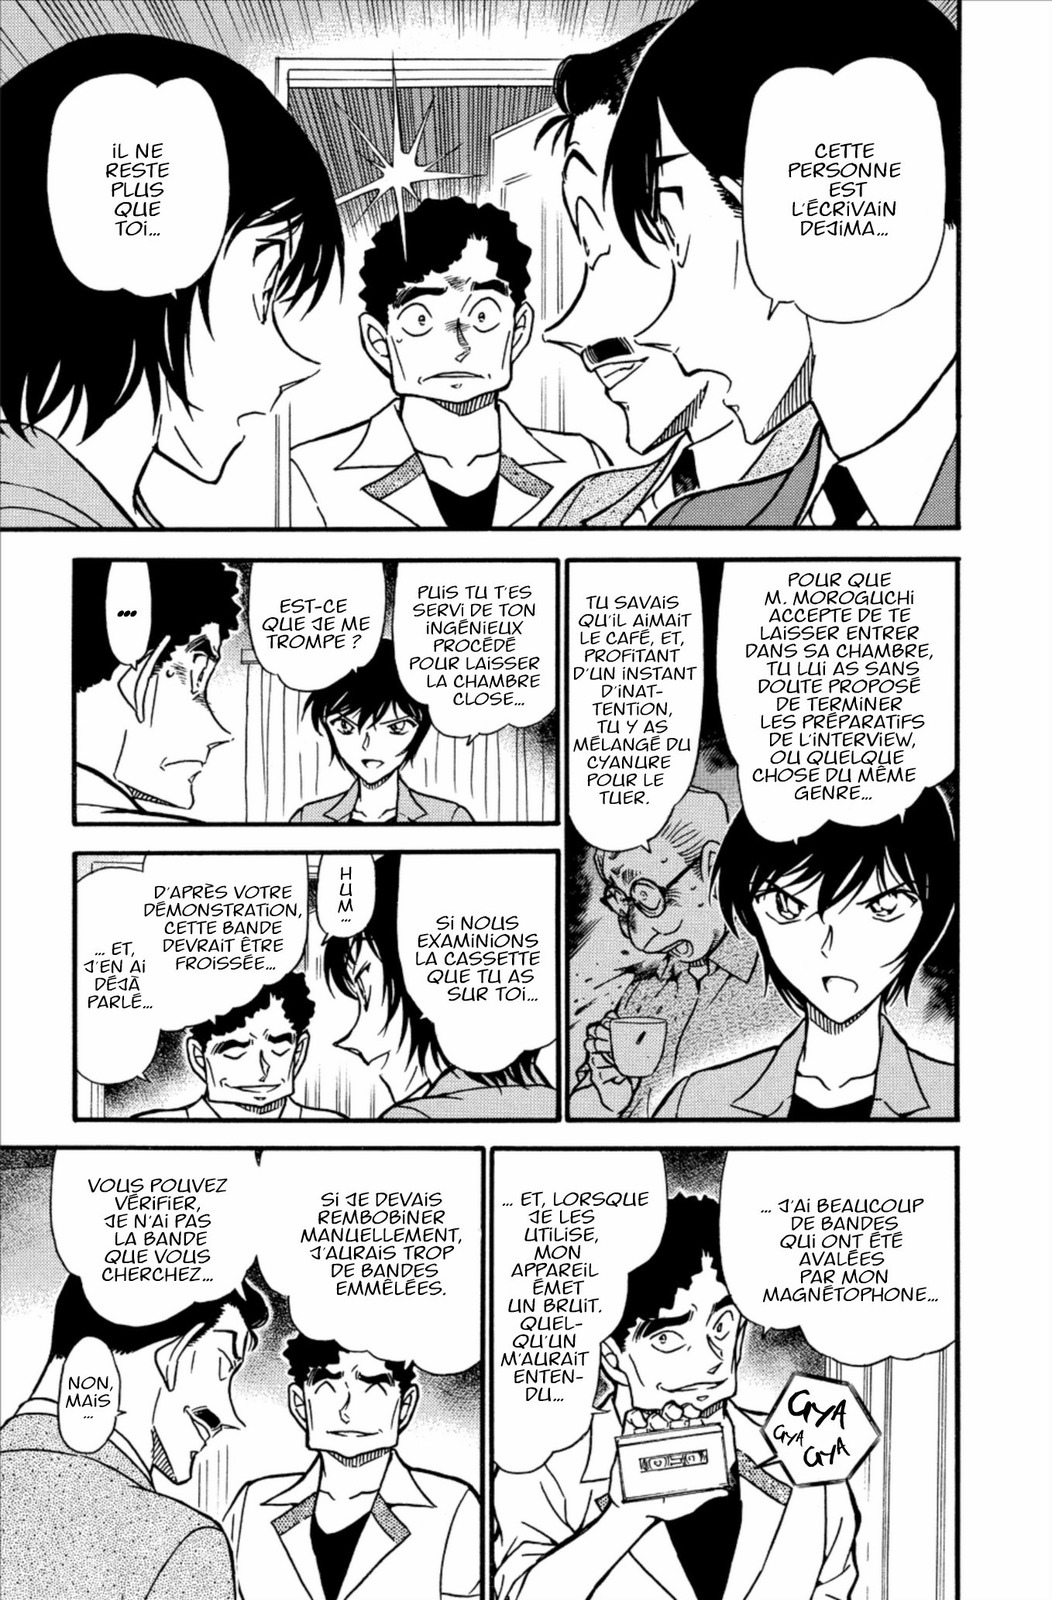 CETTE
PERSONNE
EST
L'ÉCRIVAIN
DEJIMA...
IL NE
RESTE
PLUS
QUE
TOI...
POUR QUE
M. MOROGUCHI
ACCEPTE DE TE
LAISSER ENTRER
DANS SA CHAMBRE,
TU LUI AS SANS
DOUTE PROPOSÉ
DE TERMINER
LES PRÉPARATIFS
DE L'INTERVIEW,
OU QUELQUE
CHOSE DU MÊME
GENRE...
TU SAVAIS
QU'IL AIMAIT
LE CAFÉ, ET,
PROFITANT
D'UN INSTANT
D'INAT-
TENTION,
TU Y AS
MÉLANGÉ DU
CYANURE
POUR LE
TUER.
PUIS TU T'ES
SERVI DE TON
INGÉNIEUX
PROCÉDÉ
POUR LAISSER
LA CHAMBRE
CLOSE...
EST-CE
QUE JE ME
TROMPE ?
...
SI NOUS
EXAMINIONS
LA CASSETTE
QUE TU AS
SUR TOI...
HUM...
D'APRÈS VOTRE
DÉMONSTRATION,
CETTE BANDE
DEVRAIT ÊTRE
FROISSÉE...
... ET,
J'EN AI
DÉJÀ
PARLÉ...
... J'AI BEAUCOUP
DE BANDES
QUI ONT ÉTÉ
AVALÉES
PAR MON
MAGNÉTOPHONE...
GYA
GYA
GYA
... ET, LORSQUE
JE LES
UTILISE,
MON
APPAREIL
ÉMET
UN BRUIT.
QUEL-
QU'UN
M'AURAIT
ENTEN-
DU...
SI JE DEVAIS
REMBOBINER
MANUELLEMENT,
J'AURAIS TROP
DE BANDES
EMMÊLÉES.
VOUS POUVEZ
VÉRIFIER,
JE N'AI PAS
LA BANDE
QUE VOUS
CHERCHEZ...
NON,
MAIS
...